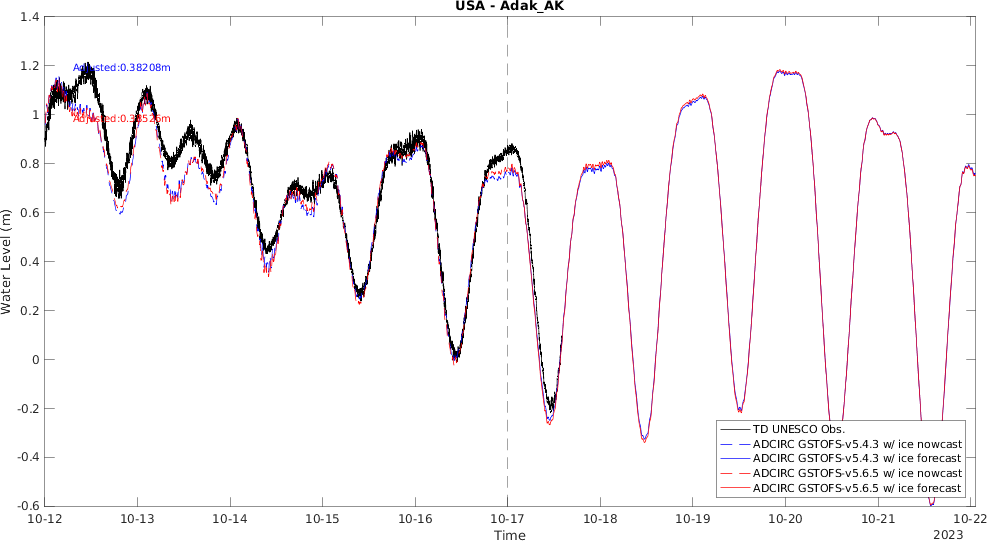 USA - Adak_AK
1.4
1.2
1
0.8
0.6
0.4
0.2
0
-0.2
-0.4
-0.6
Water Level (m)
Adjusted:0.38208m
TD UNESCO Obs.
ADCIRC GSTOFS-v5.4.3 w/ ice nowcast
ADCIRC GSTOFS-v5.4.3 w/ ice forecast
ADCIRC GSTOFS-v5.6.5 w/ ice nowcast
ADCIRC GSTOFS-v5.6.5 w/ ice forecast
10-12 10-13 10-14 10-15 10-16 10-17 10-18 10-19 10-20 10-21 10-22
Time
2023